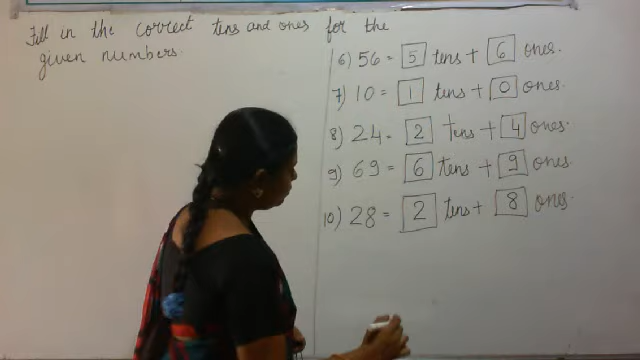 Fill in the correct tens and ones for the
given numbers.
6) 56 = 5 tens + 6 ones.
7) 10 = 1 tens + 0 ones.
8) 24 = 2 tens + 4 ones.
9) 69 = 6 tens + 9 ones
10) 28 = 2 tens + 8 ones.